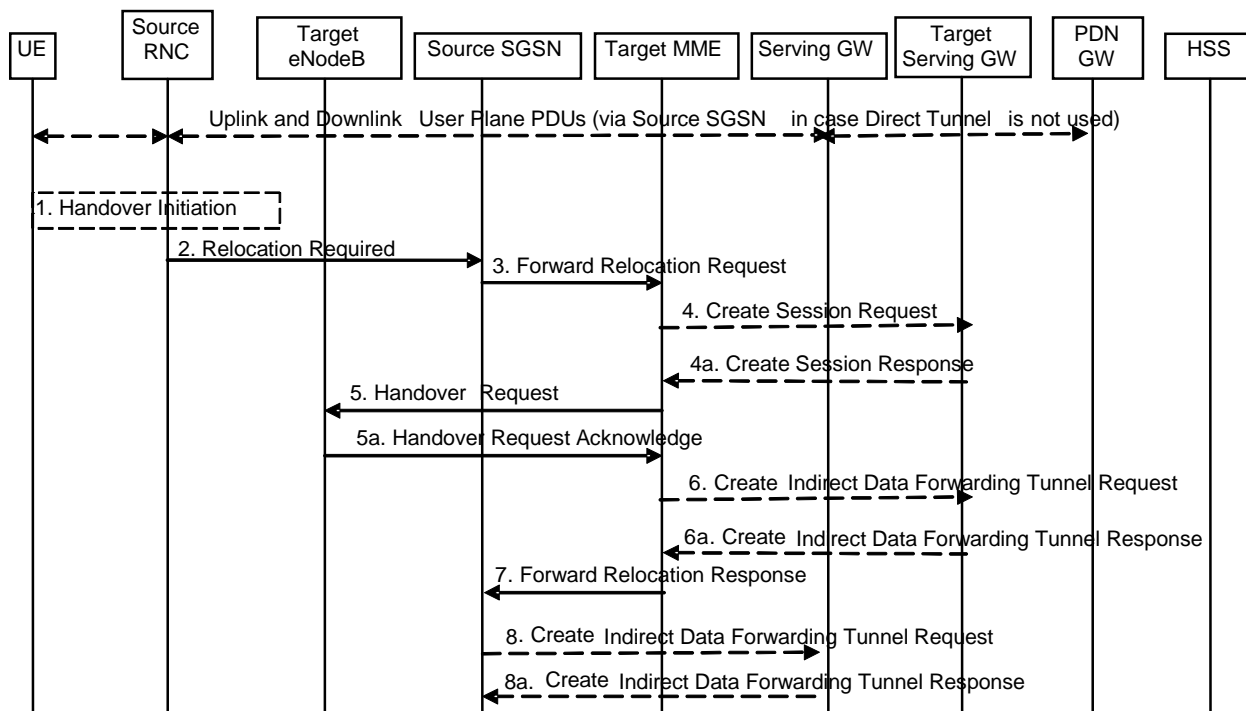 UE
Source
RNC
Target
eNodeB
Source SGSN
Target MME
Serving GW
Target
Serving GW
PDN
GW
HSS
Uplink and Downlink User Plane PDUs (via Source SGSN in case Direct Tunnel is not used)
1. Handover Initiation
2. Relocation Required
3. Forward Relocation Request
4. Create Session Request
4a. Create Session Response
5. Handover Request
5a. Handover Request Acknowledge
6. Create Indirect Data Forwarding Tunnel Request
6a. Create Indirect Data Forwarding Tunnel Response
7. Forward Relocation Response
8. Create Indirect Data Forwarding Tunnel Request
8a. Create Indirect Data Forwarding Tunnel Response